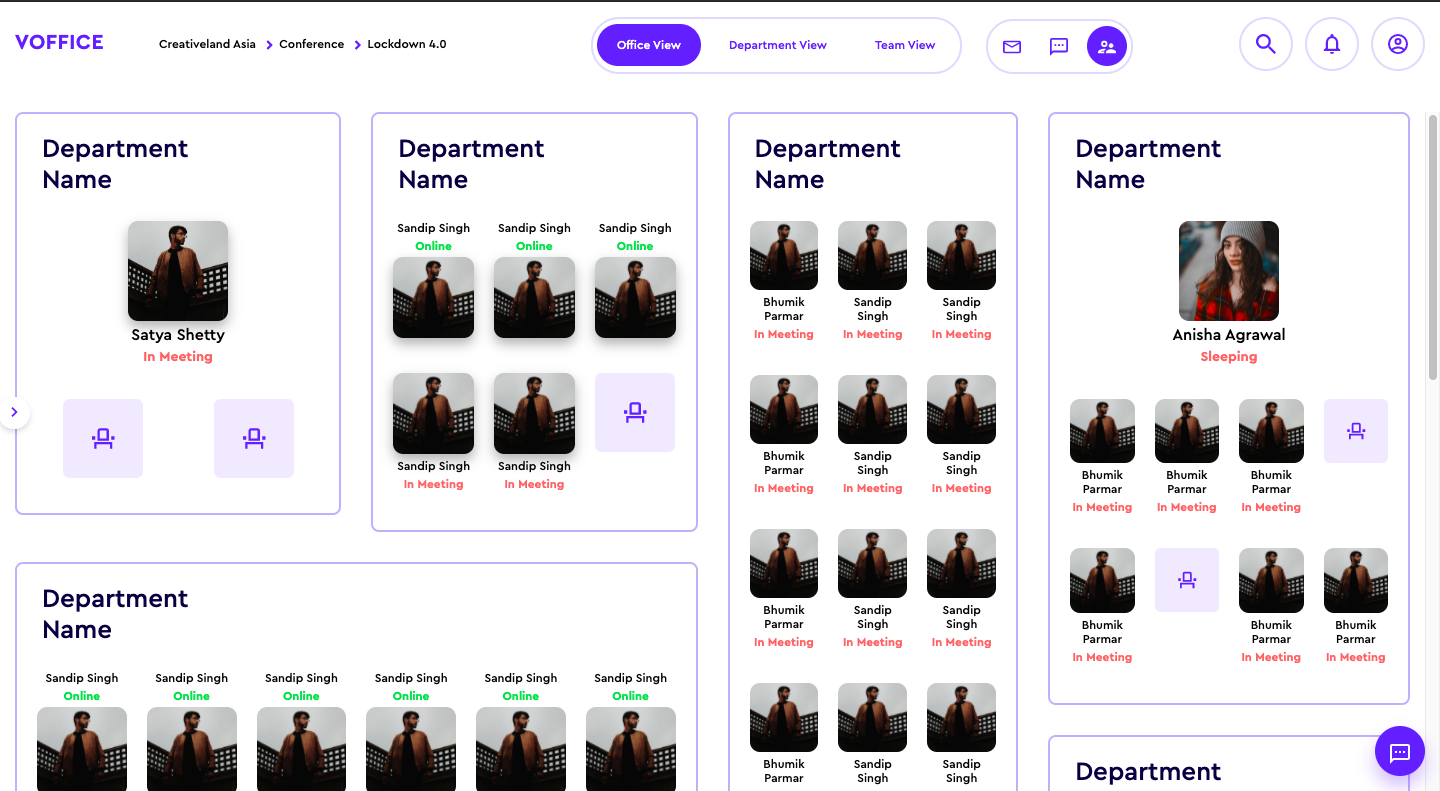 VOFFICE
Creativeland Asia
Conference
Lockdown 4.0
Office View
Department View
Team View
Department
Name
Satya Shetty
In Meeting
Department
Name
Sandip Singh Sandip Singh Sandip Singh
Online Online Online
Sandip Singh Sandip Singh
In Meeting In Meeting
Department
Name
Sandip Singh Sandip Singh Sandip Singh Sandip Singh Sandip Singh Sandip Singh
Online Online Online Online Online Online
Department
Name
Bhumik Sandip Sandip
Parmar Singh Singh
In Meeting In Meeting In Meeting
Bhumik Sandip Sandip
Parmar Singh Singh
In Meeting In Meeting In Meeting
Bhumik Sandip Sandip
Parmar Singh Singh
In Meeting In Meeting In Meeting
Bhumik Sandip Sandip
Parmar Singh Singh
Department
Name
Anisha Agrawal
Sleeping
Bhumik Bhumik Bhumik
Parmar Parmar Parmar
In Meeting In Meeting In Meeting
Bhumik Bhumik Bhumik
Parmar Parmar Parmar
In Meeting In Meeting In Meeting
Department